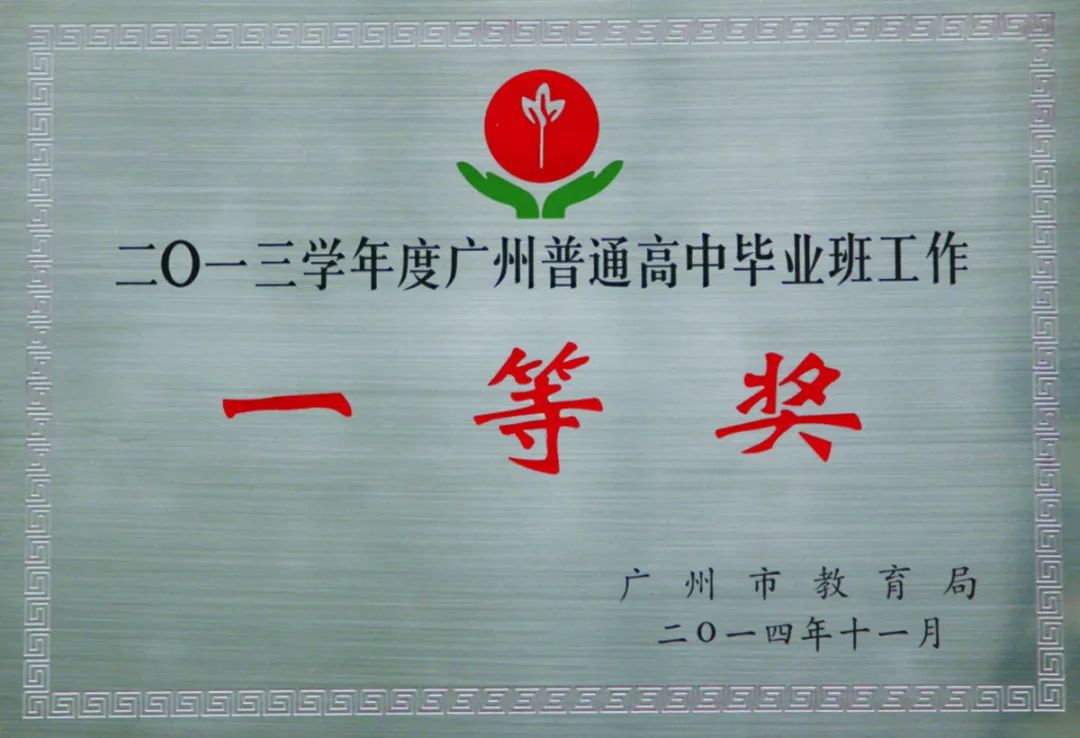 二〇一三学年度广州普通高中毕业班工作
一等奖
广州市教育局
二〇一四年十一月